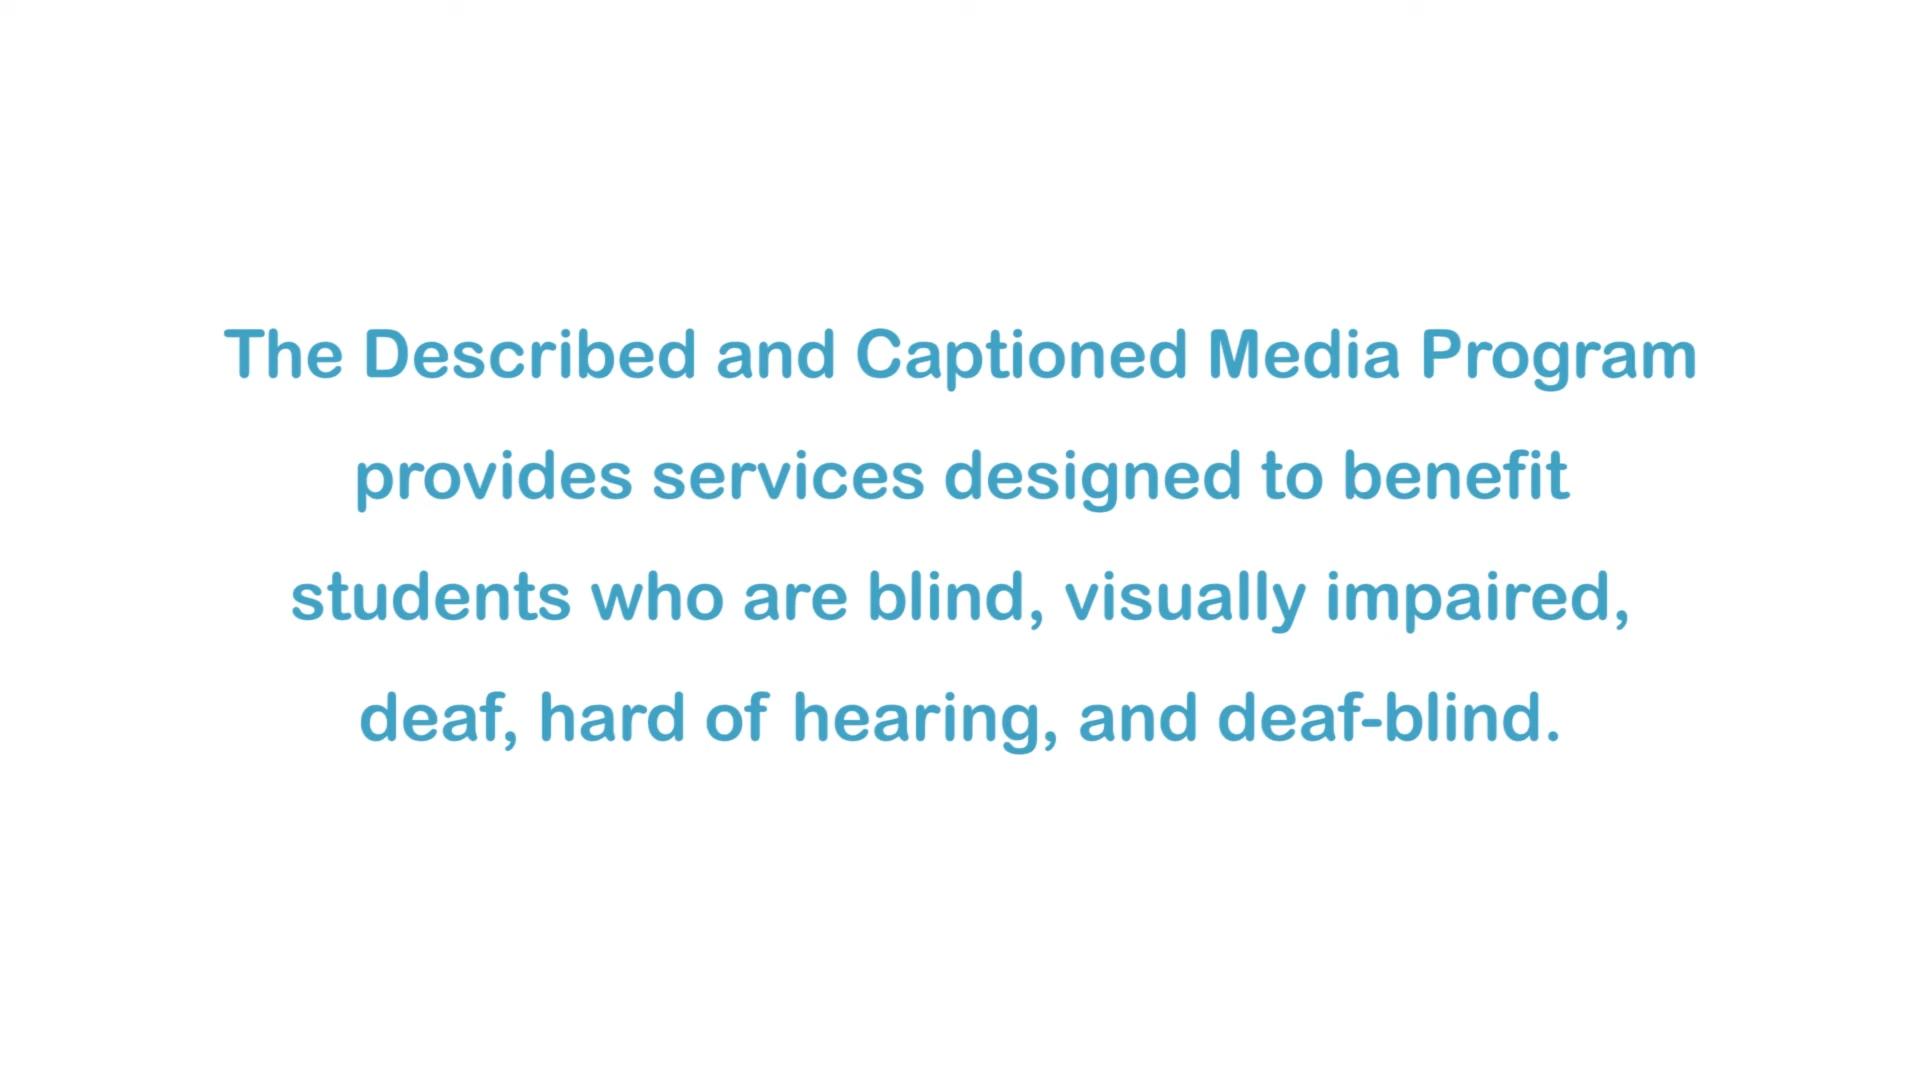 The Described and Captioned Media Program
provides services designed to benefit
students who are blind, visually impaired,
deaf, hard of hearing, and deaf-blind.